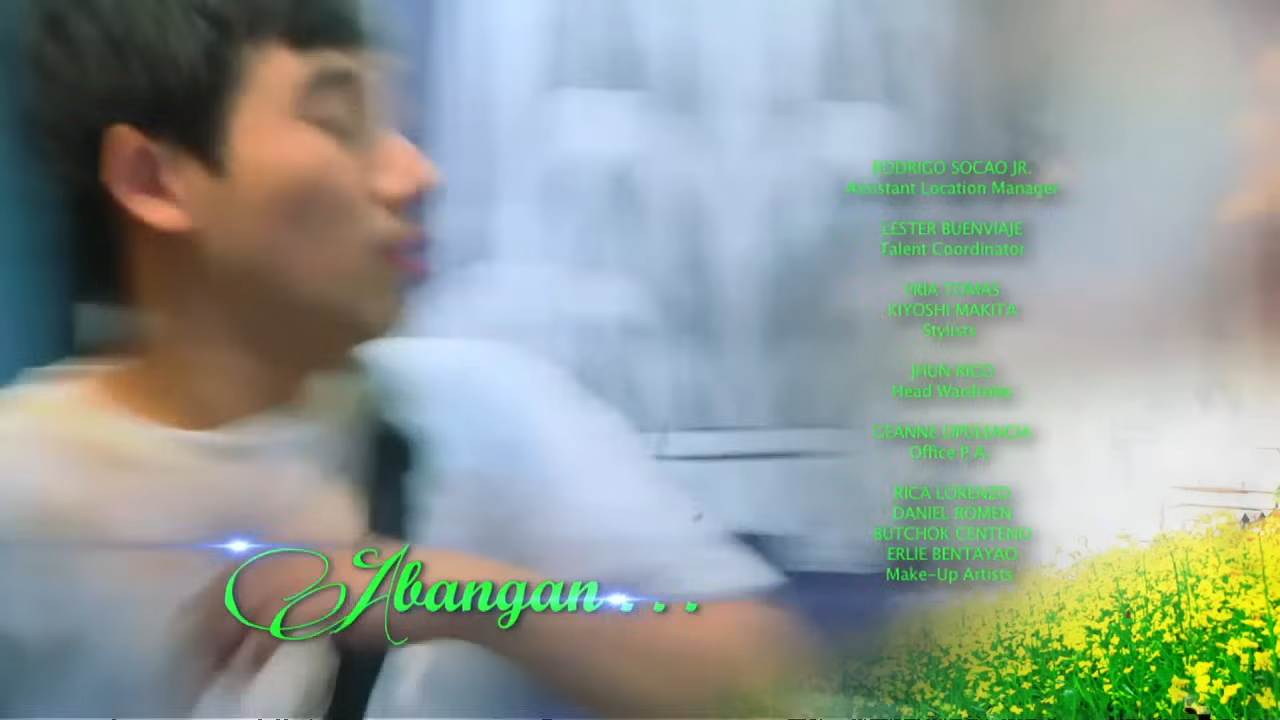 RODRIGO SOCAO JR.
Assistant Location Manager
LESTER BUENVIAJE
Talent Coordinator
TRIA TOMAS
KIYOSHI MAKITA
Stylists
JHUN RICO
Head Wardrobe
GEANNE OPULENCIA
Office P.A.
RICA LORENZO
DANIEL ROMEN
BUTCHOK CENTENO
ERLIE BENTAYAO
Make-Up Artists
Abangan . . .